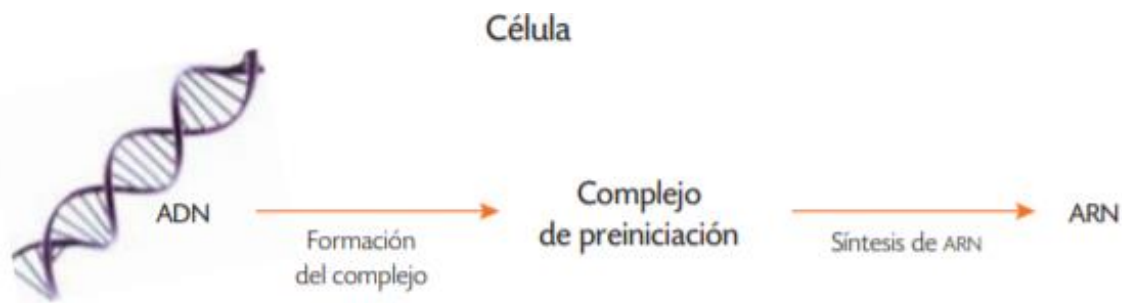 Célula
ADN
Formación
del complejo
Complejo
de preiniciación
Síntesis de ARN
ARN